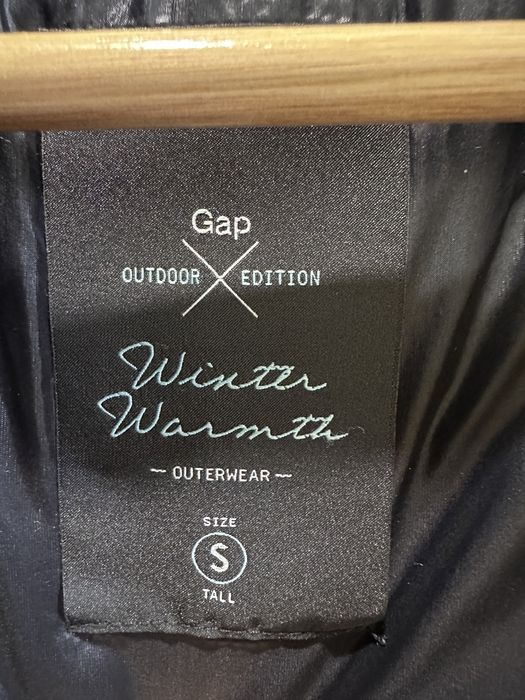 Gap
OUTDOOR EDITION
Winter
Warmth
~ OUTERWEAR ~
SIZE
S
TALL